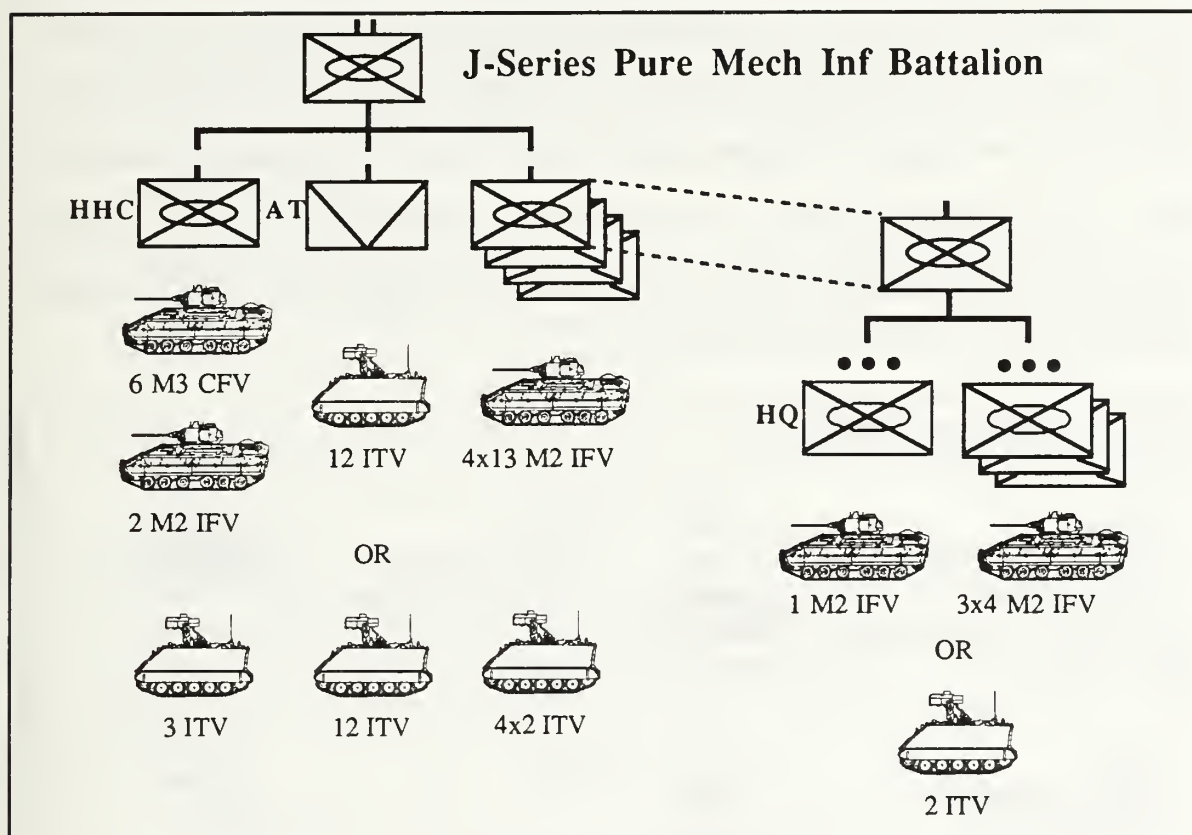 J-Series Pure Mech Inf Battalion
HHC
AT
6 M3 CFV
12 ITV
4x13 M2 IFV
HQ
2 M2 IFV
OR
1 M2 IFV
3x4 M2 IFV
OR
3 ITV
12 ITV
4x2 ITV
2 ITV